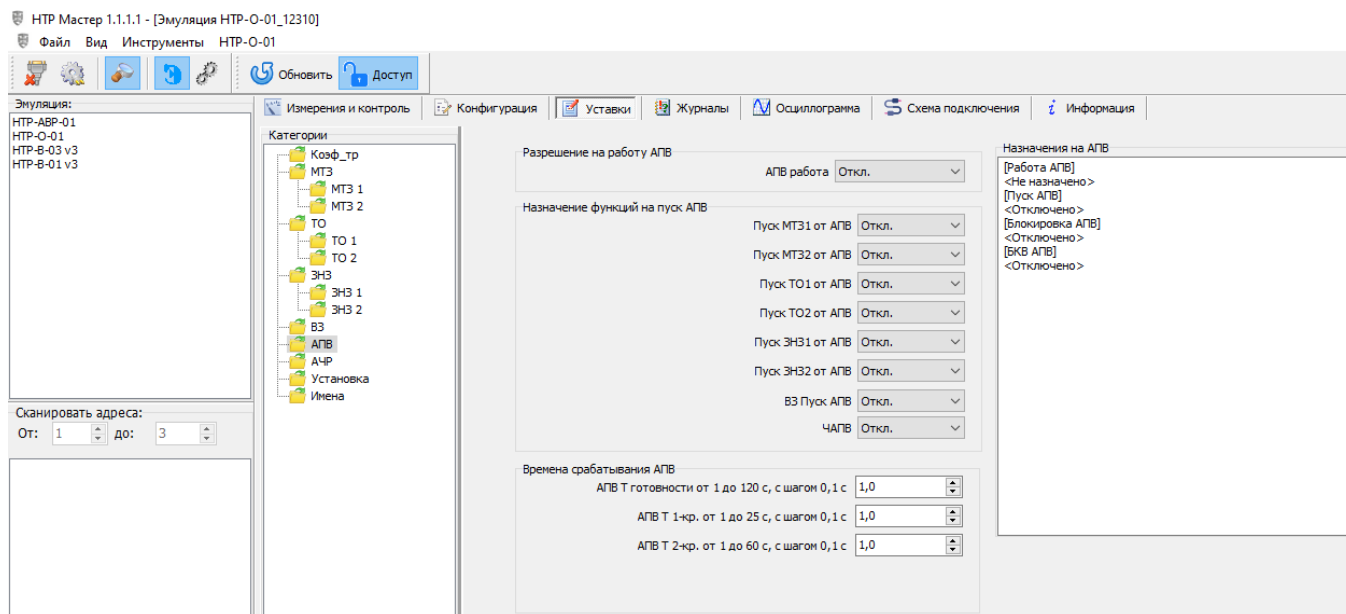 НТР Мастер 1.1.1.1 - [Эмуляция НТР-О-01_12310]
Файл Вид Инструменты НТР-О-01
Обновить Доступ
Эмуляция:
НТР-АВР-01
НТР-О-01
НТР-В-03 v3
НТР-В-01 v3
Сканировать адреса:
От: 1 до: 3
Измерения и контроль Конфигурация Уставки Журналы Осциллограмма Схема подключения Информация
Категории
Коэф_тр
МТЗ
МТЗ 1
МТЗ 2
ТО
ТО 1
ТО 2
ЗНЗ
ЗНЗ 1
ЗНЗ 2
ВЗ
АПВ
АЧР
Установка
Имена
Разрешение на работу АПВ
АПВ работа Откл.
Назначение функций на пуск АПВ
Пуск МТЗ1 от АПВ Откл.
Пуск МТЗ2 от АПВ Откл.
Пуск ТО1 от АПВ Откл.
Пуск ТО2 от АПВ Откл.
Пуск ЗНЗ1 от АПВ Откл.
Пуск ЗНЗ2 от АПВ Откл.
ВЗ Пуск АПВ Откл.
ЧАПВ Откл.
Времена срабатывания АПВ
АПВ Т готовности от 1 до 120 с, с шагом 0,1 с 1,0
АПВ Т 1-кр. от 1 до 25 с, с шагом 0,1 с 1,0
АПВ Т 2-кр. от 1 до 60 с, с шагом 0,1 с 1,0
Назначения на АПВ
[Работа АПВ]
<Не назначено>
[Пуск АПВ]
<Отключено>
[Блокировка АПВ]
<Отключено>
[БКВ АПВ]
<Отключено>